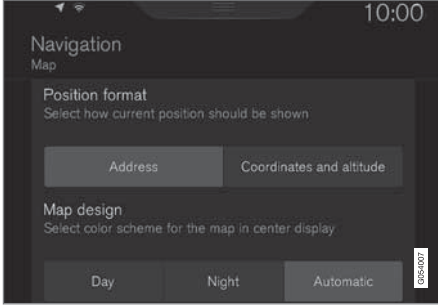 10:00
Navigation
Map
Position format
Select how current position should be shown
Address Coordinates and altitude
Map design
Select color scheme for the map in center display
Day Night Automatic
G054007